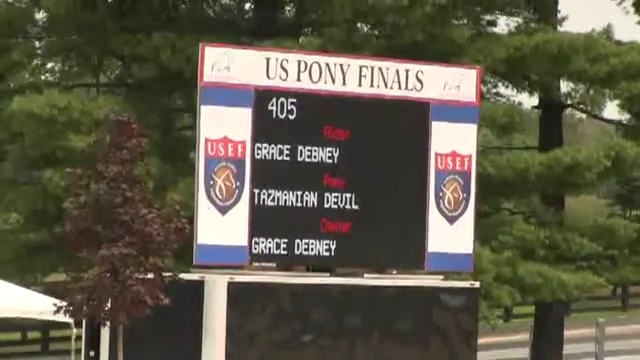 US PONY FINALS
405
Rider
GRACE DEBNEY
Pony
TAZMANIAN DEVIL
Owner
GRACE DEBNEY
USEF
USEF